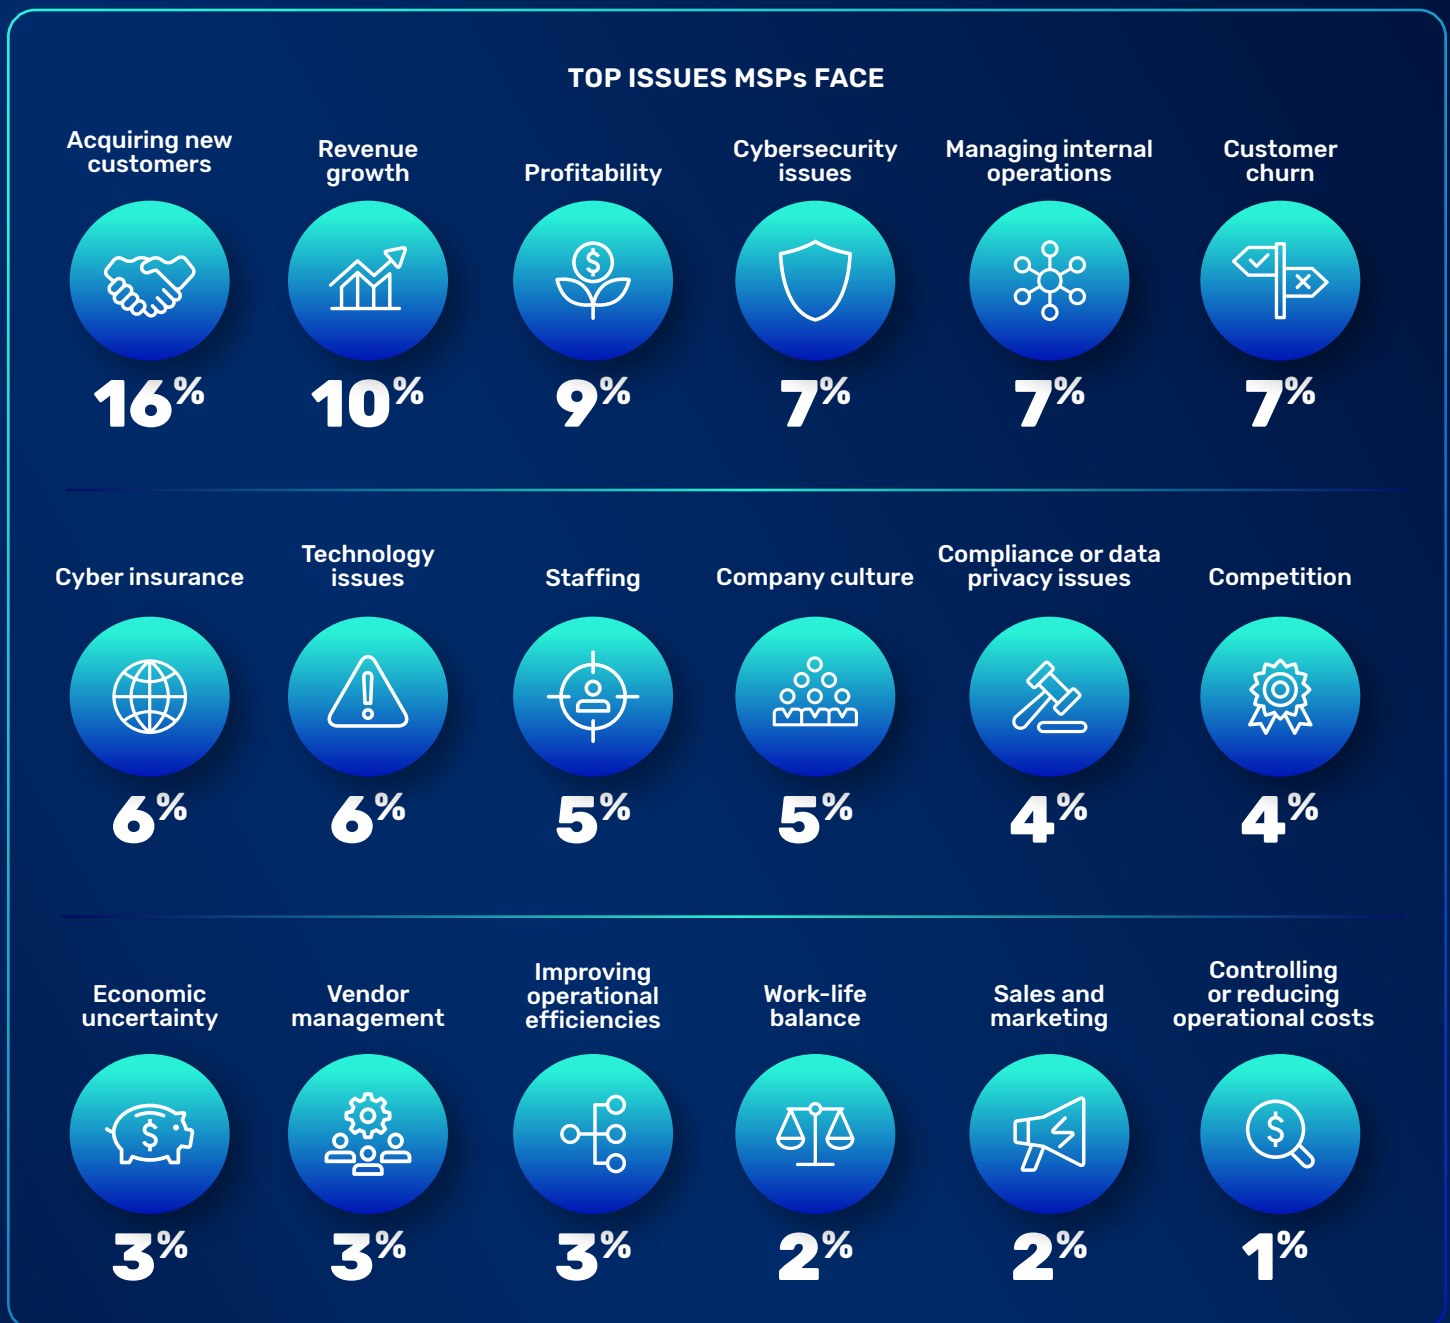 TOP ISSUES MSPs FACE
Acquiring new
customers
16%
Revenue
growth
10%
Profitability
9%
Cybersecurity
issues
7%
Managing internal
operations
7%
Customer
churn
7%
Cyber insurance
6%
Technology
issues
6%
Staffing
5%
Company culture
5%
Compliance or data
privacy issues
4%
Competition
4%
Economic
uncertainty
3%
Vendor
management
3%
Improving
operational
efficiencies
3%
Work-life
balance
2%
Sales and
marketing
2%
Controlling
or reducing
operational costs
1%